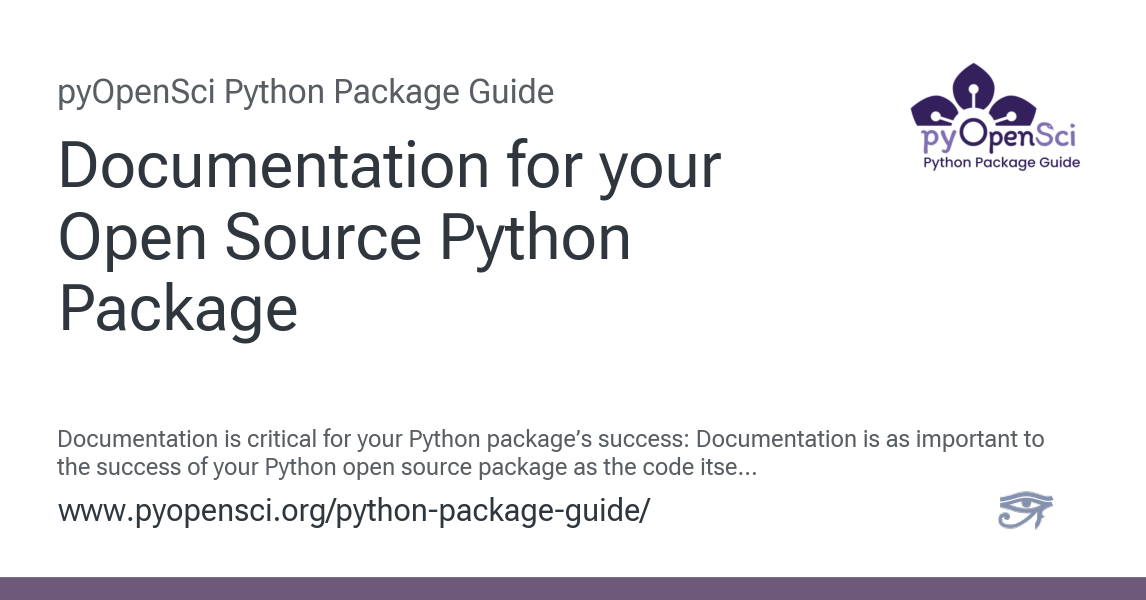 pyOpenSci Python Package Guide
Documentation for your
Open Source Python
Package
pyOpenSci
Python Package Guide
Documentation is critical for your Python package’s success: Documentation is as important to
the success of your Python open source package as the code itse...
www.pyopensci.org/python-package-guide/